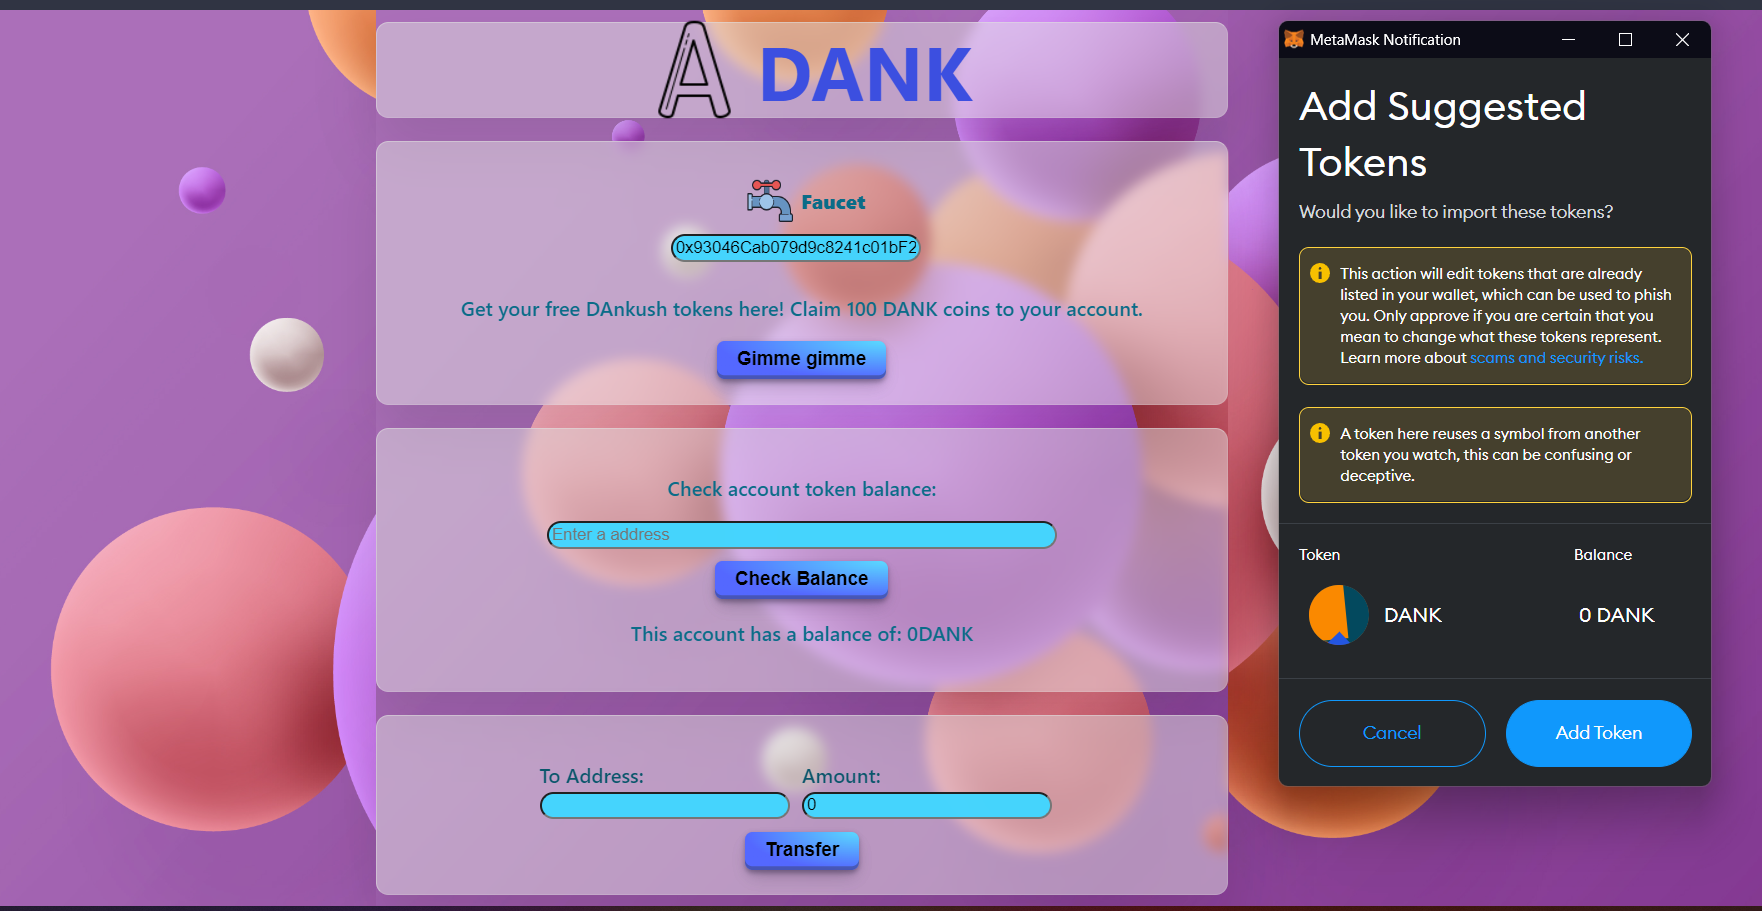 A DANK
Faucet
0x93046Cab079d9c8241c01bF2
Get your free DAnkush tokens here! Claim 100 DANK coins to your account.
Gimme gimme
Check account token balance:
Enter a address
Check Balance
This account has a balance of: 0DANK
To Address: Amount:
0
Transfer
MetaMask Notification
Add Suggested
Tokens
Would you like to import these tokens?
This action will edit tokens that are already
listed in your wallet, which can be used to phish
you. Only approve if you are certain that you
mean to change what these tokens represent.
Learn more about scams and security risks.
A token here reuses a symbol from another
token you watch, this can be confusing or
deceptive.
Token Balance
DANK 0 DANK
Cancel Add Token